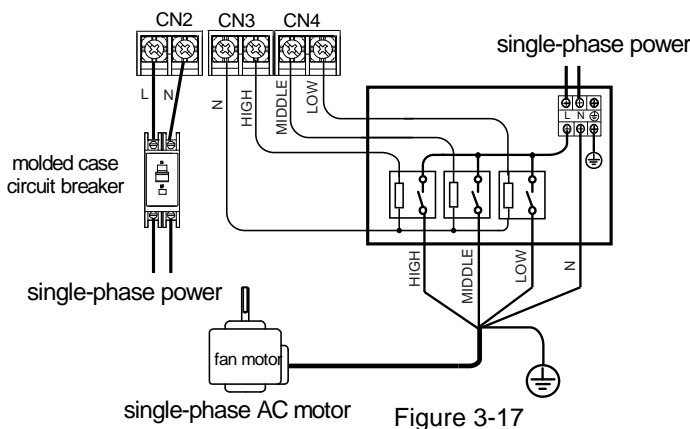 CN2
CN3
CN4
single-phase power
L
N
N
HIGH
MIDDLE
LOW
L N
molded case
circuit breaker
single-phase power
HIGH
MIDDLE
LOW
N
fan motor
single-phase AC motor
Figure 3-17